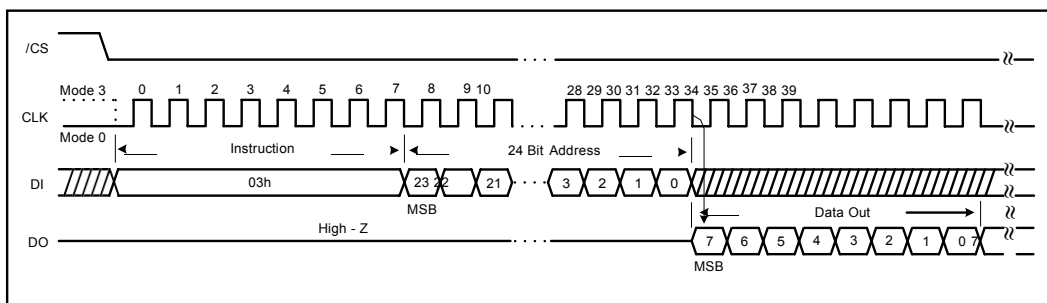 /CS
Mode 3 0 1 2 3 4 5 6 7 8 9 10 28 29 30 31 32 33 34 35 36 37 38 39
CLK
Mode 0
Instruction 24 Bit Address
DI 03h 23 22 21 3 2 1 0
MSB Data Out
High - Z
DO 7 6 5 4 3 2 1 0 7
MSB